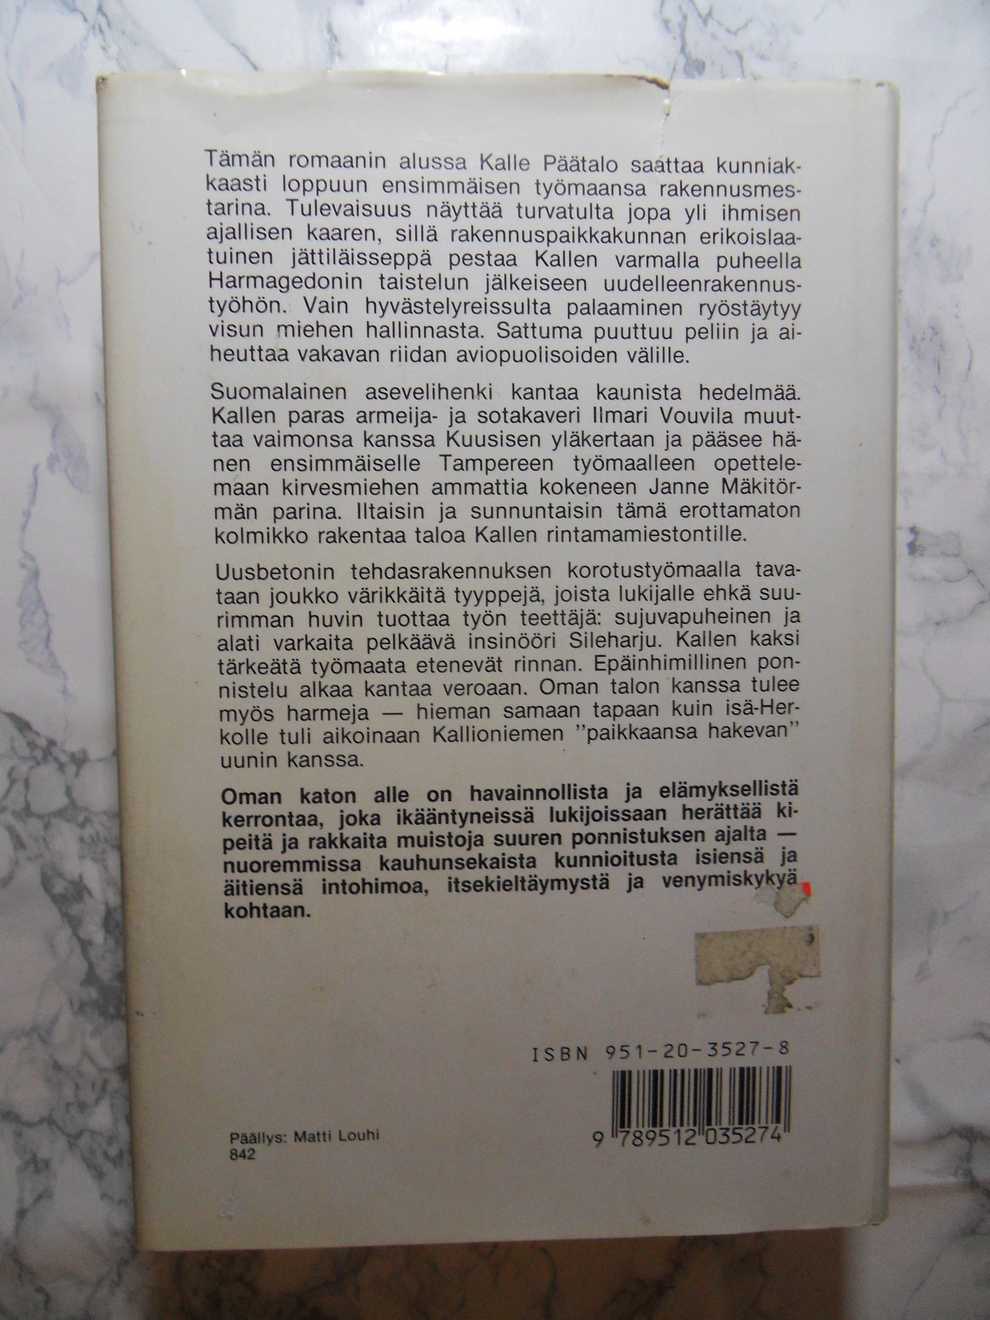 Tämän romaanin alussa Kalle Päätalo saattaa kunniak-
kaasti loppuun ensimmäisen työmaansa rakennusmes-
tarina. Tulevaisuus näyttää turvatulta jopa yli ihmisen
ajallisen kaaren, sillä rakennuspaikkakunnan erikoislaa-
tuinen jättiläisseppä pestaa Kallen varmalla puheella
Harmagedonin taistelun jälkeiseen uudelleenrakennus-
työhön. Vain hyvästelyreissulta palaaminen ryöstäytyy
visun miehen hallinnasta. Sattuma puuttuu peliin ja ai-
heuttaa vakavan riidan aviopuolisoiden välille.
Suomalainen asevelihenki kantaa kaunista hedelmää.
Kallen paras armeija- ja sotakaveri Ilmari Vouvila muut-
taa vaimonsa kanssa Kuusisen yläkertaan ja pääsee hä-
nen ensimmäiselle Tampereen työmaalleen opettele-
maan kirvesmiehen ammattia kokeneen Janne Mäkitör-
män parina. Iltaisin ja sunnuntaisin tämä erottamaton
kolmikko rakentaa taloa Kallen rintamamiestontille.
Uusbetonin tehdasrakennuksen korotustyömaalla tava-
taan joukko värikkäitä tyyppejä, joista lukijalle ehkä suu-
rimman huvin tuottaa työn teettäjä: sujuvapuheinen ja
alati varkaita pelkäävä insinööri Sileharju. Kallen kaksi
tärkeätä työmaata etenevät rinnan. Epäinhimillinen pon-
nistelu alkaa kantaa veroaan. Oman talon kanssa tulee
myös harmeja — hieman samaan tapaan kuin isä-Her-
kolle tuli aikoinaan Kallioniemen "paikkaansa hakevan"
uunin kanssa.
Oman katon alle on havainnollista ja elämyksellistä
kerrontaa, joka ikääntyneissä lukijoissaan herättää ki-
peitä ja rakkaita muistoja suuren ponnistuksen ajalta —
nuoremmissa kauhunsekaista kunnioitusta isiensä ja
äitiensä intohimoa, itsekieltäymystä ja venymiskykyä
kohtaan.
ISBN 951-20-3527-8
9 789512 035274
Päällys: Matti Louhi
842